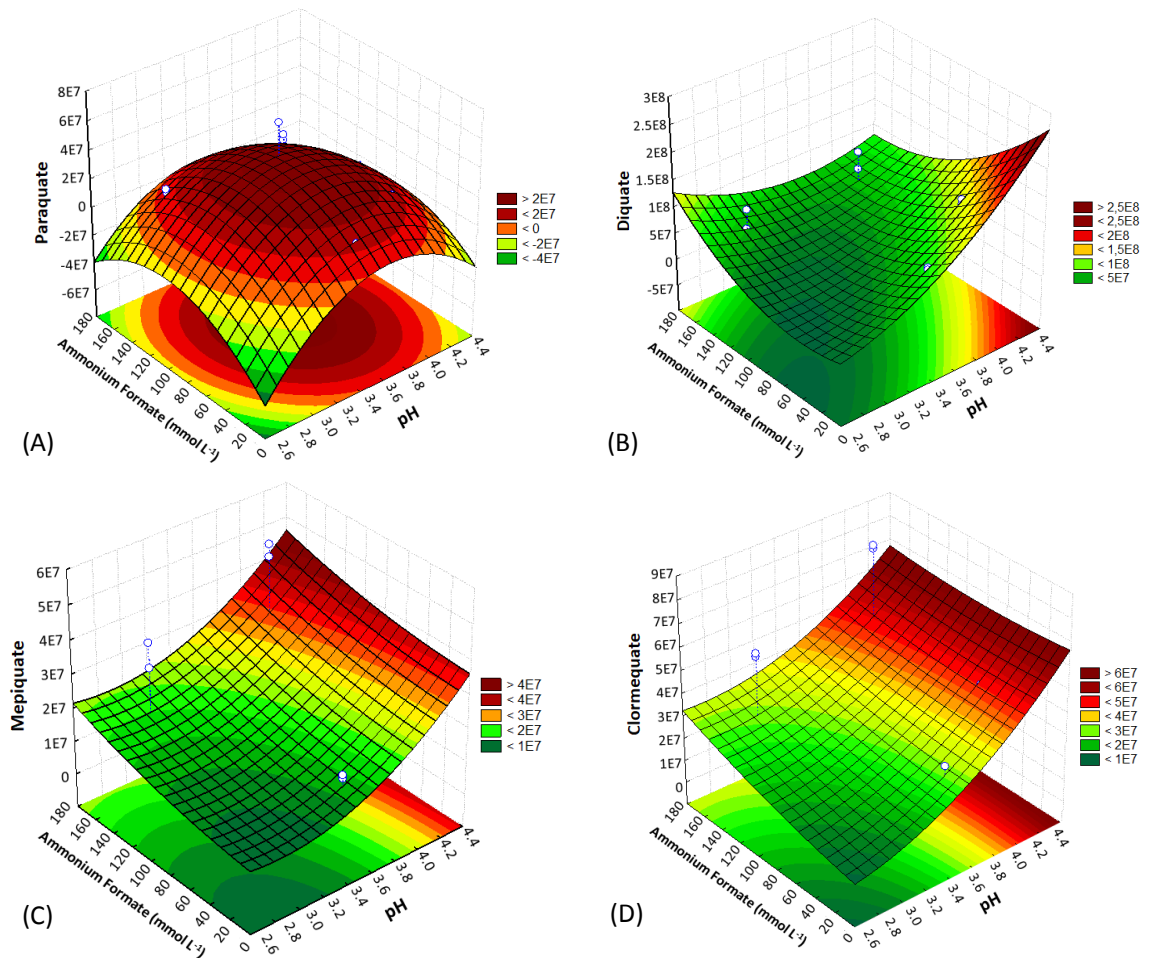 8E7
6E7
4E7
2E7
0
-2E7
-4E7
-6E7
Paraquate
180
160
140
120
100
80
60
40
20
0
Ammonium Formate (mmol L⁻¹)
2.6
2.8
3.0
3.2
3.4
3.6
3.8
4.0
4.2
4.4
pH
> 2E7
< 2E7
< 0
< -2E7
< -4E7
(A)
3E8
2.5E8
2E8
1.5E8
1E8
5E7
0
-5E7
Diquate
180
160
140
120
100
80
60
40
20
0
Ammonium Formate (mmol L⁻¹)
2.6
2.8
3.0
3.2
3.4
3.6
3.8
4.0
4.2
4.4
pH
> 2,5E8
< 2,5E8
< 2E8
< 1,5E8
< 1E8
< 5E7
(B)
6E7
5E7
4E7
3E7
2E7
1E7
0
Mepiquate
180
160
140
120
100
80
60
40
20
0
Ammonium Formate (mmol L⁻¹)
2.6
2.8
3.0
3.2
3.4
3.6
3.8
4.0
4.2
4.4
pH
> 4E7
< 4E7
< 3E7
< 2E7
< 1E7
(C)
9E7
8E7
7E7
6E7
5E7
4E7
3E7
2E7
1E7
0
Clormequate
180
160
140
120
100
80
60
40
20
0
Ammonium Formate (mmol L⁻¹)
2.6
2.8
3.0
3.2
3.4
3.6
3.8
4.0
4.2
4.4
pH
> 6E7
< 6E7
< 5E7
< 4E7
< 3E7
< 2E7
< 1E7
(D)